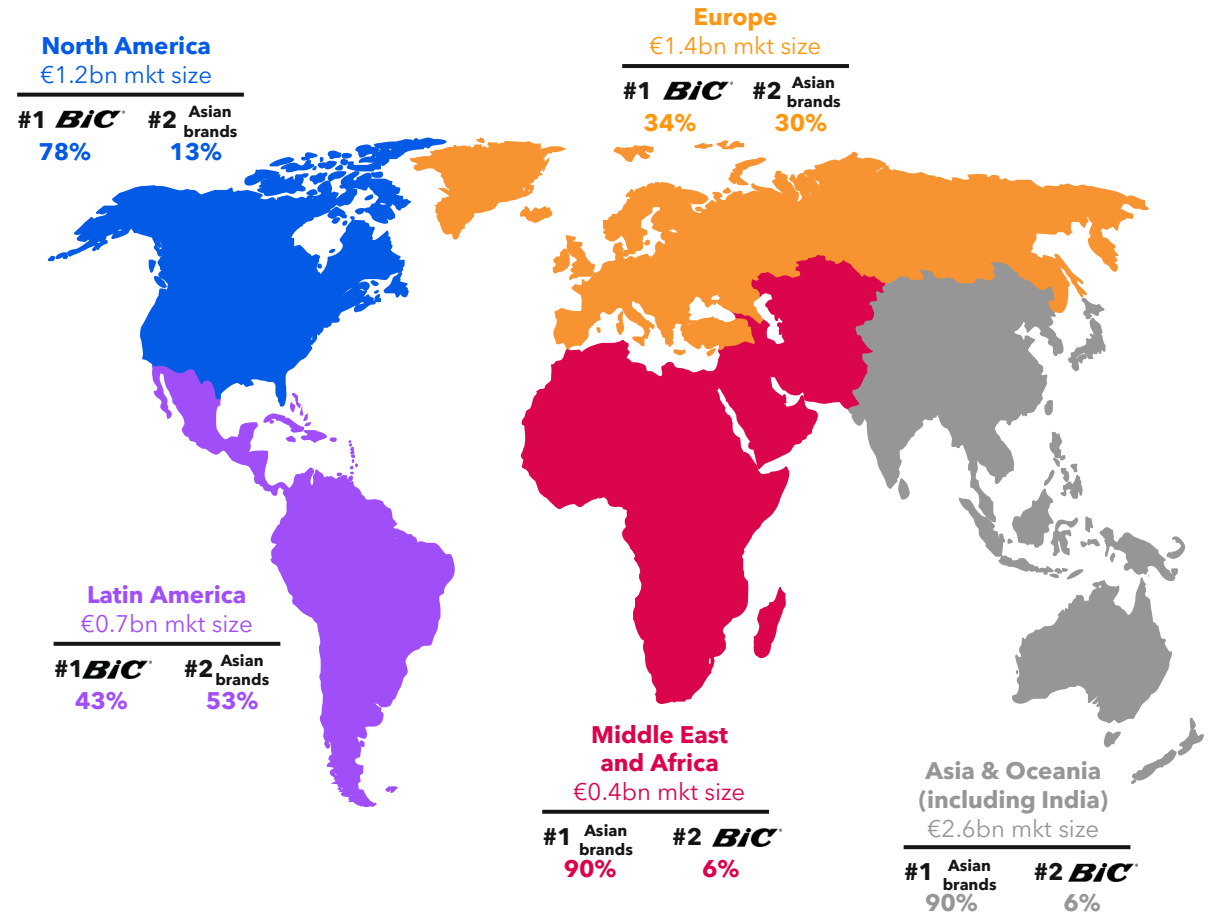 North America
€1.2bn mkt size
#1 BiC® #2 Asian brands
78% 13%
Europe
€1.4bn mkt size
#1 BiC® #2 Asian brands
34% 30%
Latin America
€0.7bn mkt size
#1 BiC® #2 Asian brands
43% 53%
Middle East
and Africa
€0.4bn mkt size
#1 Asian brands #2 BiC®
90% 6%
Asia & Oceania
(including India)
€2.6bn mkt size
#1 Asian brands #2 BiC®
90% 6%